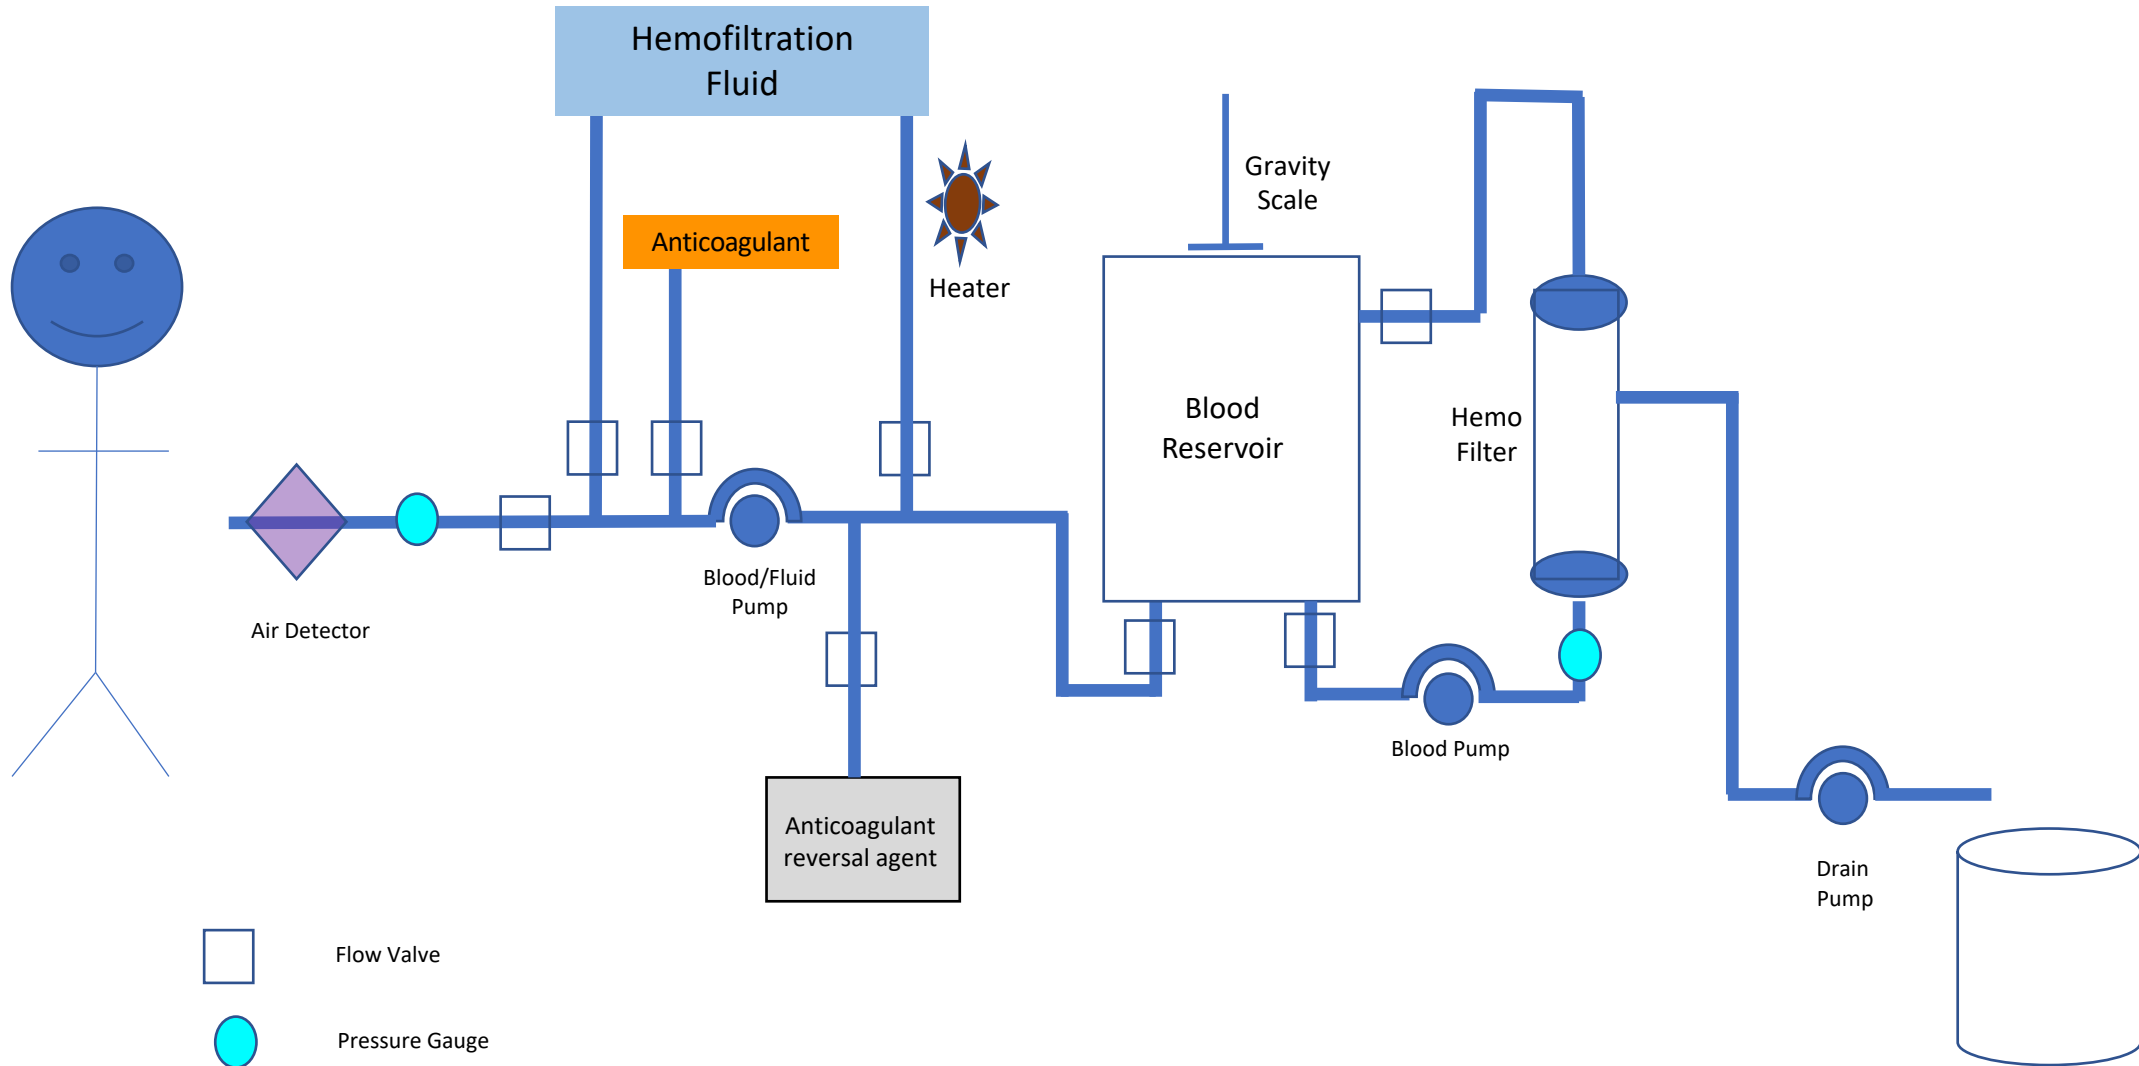 Hemofiltration
Fluid
Gravity
Scale
Anticoagulant
Heater
Blood
Reservoir
Hemo
Filter
Blood/Fluid
Pump
Air Detector
Blood Pump
Anticoagulant
reversal agent
Drain
Pump
Flow Valve
Pressure Gauge